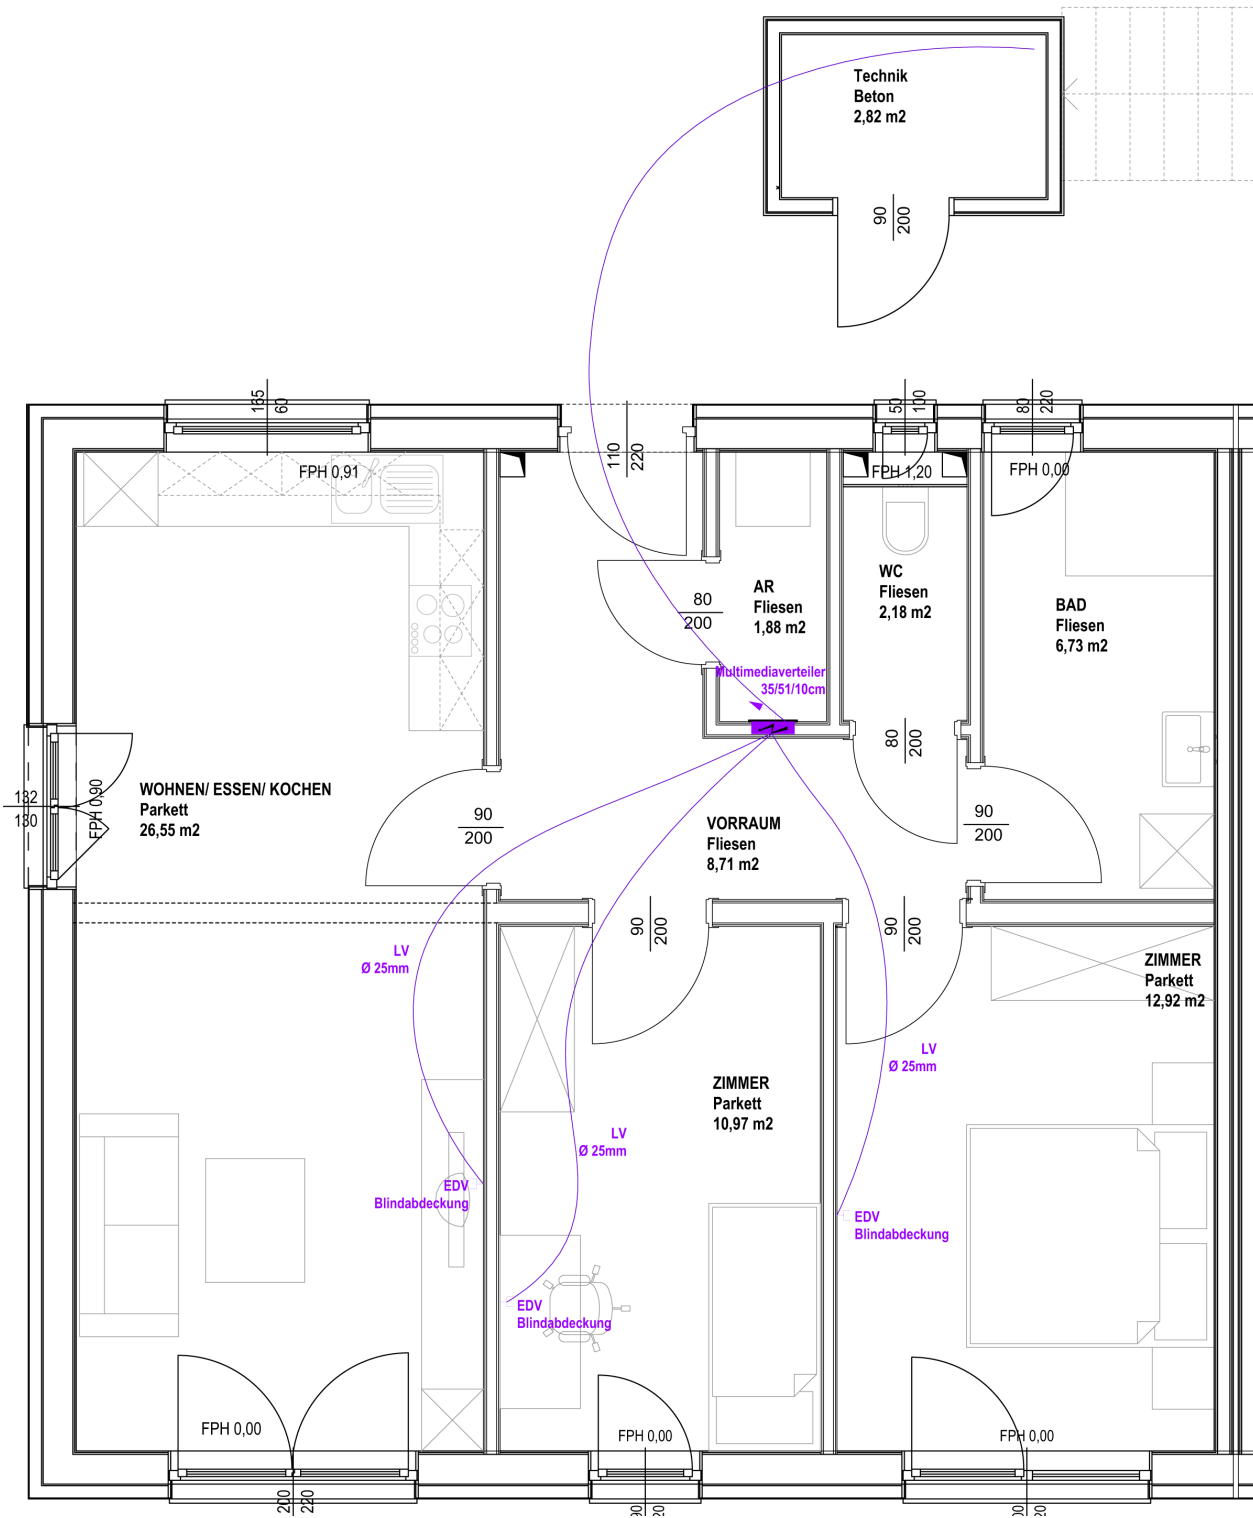 Technik
Beton
2,82 m2
90
200
60
110
220
50
100
80
220
FPH 0,91
FPH 1,20
FPH 0,00
AR
Fliesen
1,88 m2
80
200
WC
Fliesen
2,18 m2
BAD
Fliesen
6,73 m2
Multimediaverteiler
35/51/10cm
80
200
132
130
FPH 0,90
WOHNEN/ ESSEN/ KOCHEN
Parkett
26,55 m2
90
200
VORRAUM
Fliesen
8,71 m2
90
200
90
200
90
200
LV
Ø 25mm
ZIMMER
Parkett
12,92 m2
LV
Ø 25mm
ZIMMER
Parkett
10,97 m2
LV
Ø 25mm
EDV
Blindabdeckung
EDV
Blindabdeckung
EDV
Blindabdeckung
FPH 0,00
FPH 0,00
FPH 0,00
200
220